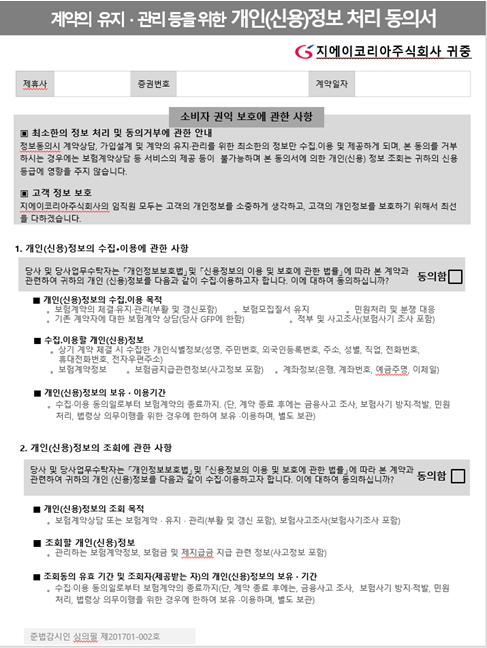 계약의 유지 · 관리 등을 위한 개인(신용)정보 처리 동의서
지에이코리아주식회사 귀중
제휴사 증권번호 계약일자
소비자 권익 보호에 관한 사항
▣ 최소한의 정보 처리 및 동의거부에 관한 안내
정보동의시 계약상담, 가입설계 및 계약의 유지·관리를 위한 최소한의 정보만 수집,이용 및 제공하게 되며, 본 동의를 거부
하시는 경우에는 보험계약상담 등 서비스의 제공 등이 불가능하며 본 동의서에 의한 개인(신용) 정보 조회는 귀하의 신용
등급에 영향을 주지 않습니다.
▣ 고객 정보 보호
지에이코리아주식회사의 임직원 모두는 고객의 개인정보를 소중하게 생각하고, 고객의 개인정보를 보호하기 위해서 최선
을 다하겠습니다.
1. 개인(신용)정보의 수집•이용에 관한 사항
당사 및 당사업무수탁자는 「개인정보보호법」및「신용정보의 이용 및 보호에 관한 법률」에 따라 본 계약과
관련하여 귀하의 개인 (신용)정보를 다음과 같이 수집·이용하고자 합니다. 이에 대하여 동의하십니까? 동의함 □
■ 개인(신용)정보의 수집,이용 목적
• 보험계약의 체결·유지·관리(부활 및 갱신포함) • 보험모집질서 유지 • 민원처리 및 분쟁 대응
• 기존 계약자에 대한 보험계약 상담(당사 GFP에 한함) • 적부 및 사고조사(보험사기 조사 포함)
■ 수집,이용할 개인(신용)정보
• 상기 계약 체결 시 수집한 개인식별정보(성명, 주민번호, 외국인등록번호, 주소, 성별, 직업, 전화번호,
휴대전화번호, 전자우편주소)
• 보험계약정보 • 보험금지급관련정보(사고정보 포함) • 계좌정보(은행, 계좌번호, 예금주명, 이체일)
■ 개인(신용)정보의 보유 · 이용기간
• 수집·이용 동의일로부터 보험계약의 종료까지. (단, 계약 종료 후에는 금융사고 조사, 보험사기 방지·적발, 민원
처리, 법령상 의무이행을 위한 경우에 한하여 보유 ·이용하며, 별도 보관)
2. 개인(신용)정보의 조회에 관한 사항
당사 및 당사업무수탁자는 「개인정보보호법」및「신용정보의 이용 및 보호에 관한 법률」에 따라 본 계약과
관련하여 귀하의 개인 (신용)정보를 다음과 같이 수집·이용하고자 합니다. 이에 대하여 동의하십니까? 동의함 □
■ 개인(신용)정보의 조회 목적
• 보험계약상담 또는 보험계약 · 유지 · 관리(부활 및 갱신 포함), 보험사고조사(보험사기조사 포함)
■ 조회할 개인(신용)정보
• 관리하는 보험계약정보, 보험금 및 제지급금 지급 관련 정보(사고정보 포함)
■ 조회동의 유효 기간 및 조회자(제공받는 자)의 개인(신용)정보의 보유 · 기간
• 수집·이용 동의일로부터 보험계약의 종료까지(단, 계약 종료 후에는, 금융사고 조사, 보험사기 방지·적발, 민원
처리, 법령상 의무이행을 위한 경우에 한하여 보유 ·이용하며, 별도 보관)
준법감시인 심의필 제201701-002호